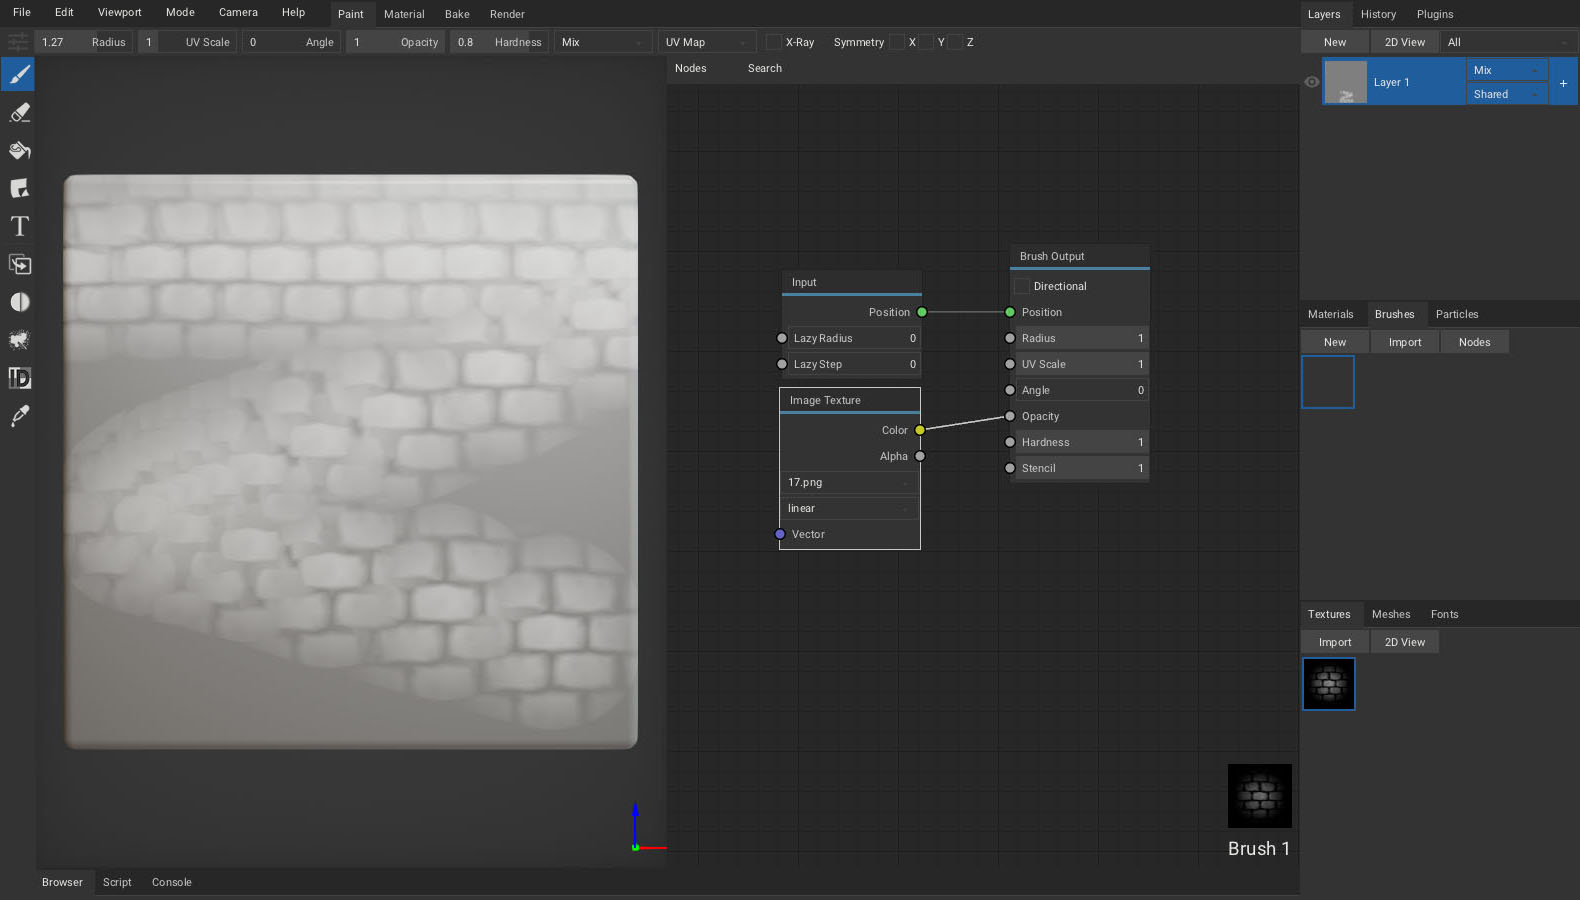 File Edit Viewport Mode Camera Help Paint Material Bake Render
1.27 Radius 1 UV Scale 0 Angle 1 Opacity 0.8 Hardness Mix UV Map X-Ray Symmetry X Y Z
Nodes Search
T
ID
Input
Position
Lazy Radius 0
Lazy Step 0
Image Texture
Color
Alpha
17.png
linear
Vector
Brush Output
Directional
Position
Radius 1
UV Scale 1
Angle 0
Opacity
Hardness 1
Stencil 1
Brush 1
Layers History Plugins
New 2D View All
Layer 1 Mix +
Shared
Materials Brushes Particles
New Import Nodes
Textures Meshes Fonts
Import 2D View
Browser Script Console